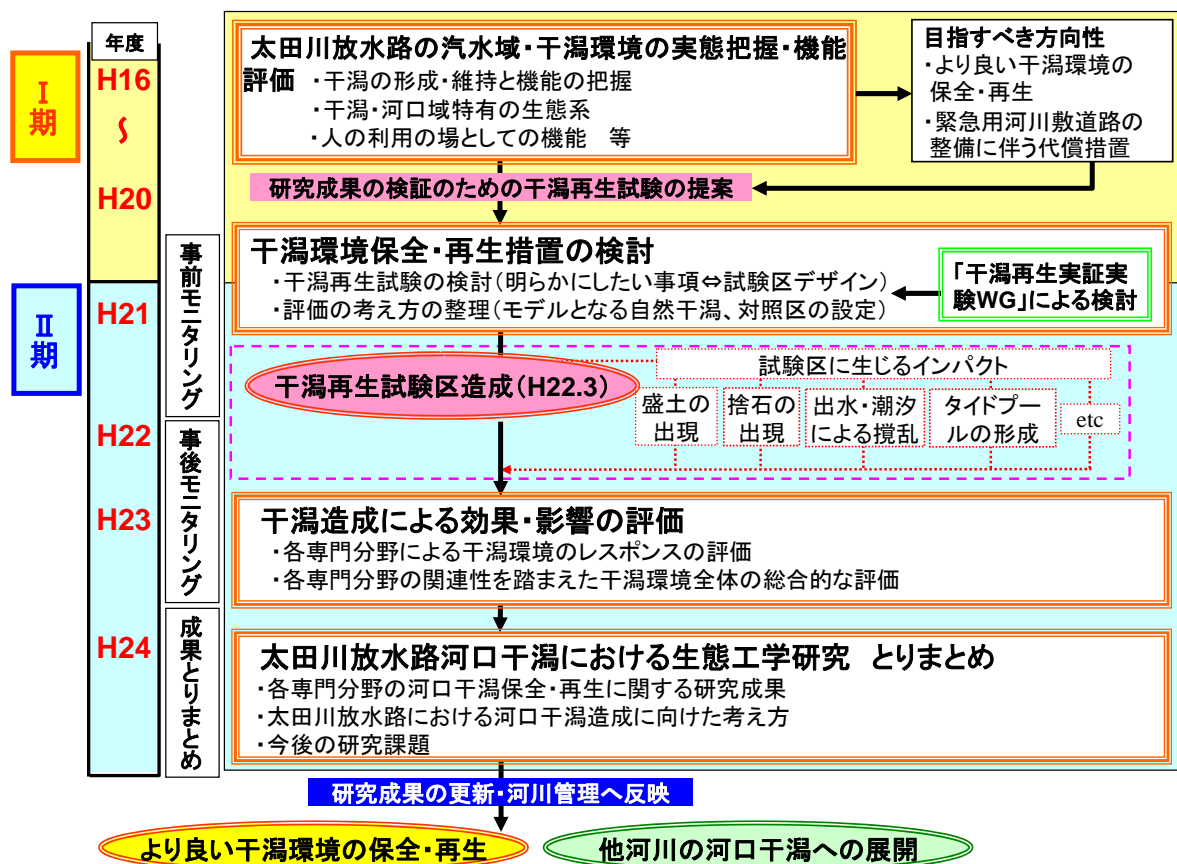 年度
Ⅰ
期
H16
〜
H20
太田川放水路の汽水域・干潟環境の実態把握・機能
評価
・干潟の形成・維持と機能の把握
・干潟・河口域特有の生態系
・人の利用の場としての機能　等
目指すべき方向性
・より良い干潟環境の
保全・再生
・緊急用河川敷道路の
整備に伴う代償措置
研究成果の検証のための干潟再生試験の提案
事前モニタリング
干潟環境保全・再生措置の検討
・干潟再生試験の検討(明らかにしたい事項⇔試験区デザイン)
・評価の考え方の整理(モデルとなる自然干潟、対照区の設定)
「干潟再生実証実
験WG」による検討
Ⅱ
期
H21
干潟再生試験区造成(H22.3)
試験区に生じるインパクト
盛土の
出現
捨石の
出現
出水・潮汐
による撹乱
タイドプー
ルの形成
etc
H22
事後モニタリング
H23
干潟造成による効果・影響の評価
・各専門分野による干潟環境のレスポンスの評価
・各専門分野の関連性を踏まえた干潟環境全体の総合的な評価
H24
成果とりまとめ
太田川放水路河口干潟における生態工学研究　とりまとめ
・各専門分野の河口干潟保全・再生に関する研究成果
・太田川放水路における河口干潟造成に向けた考え方
・今後の研究課題
研究成果の更新・河川管理へ反映
より良い干潟環境の保全・再生
他河川の河口干潟への展開